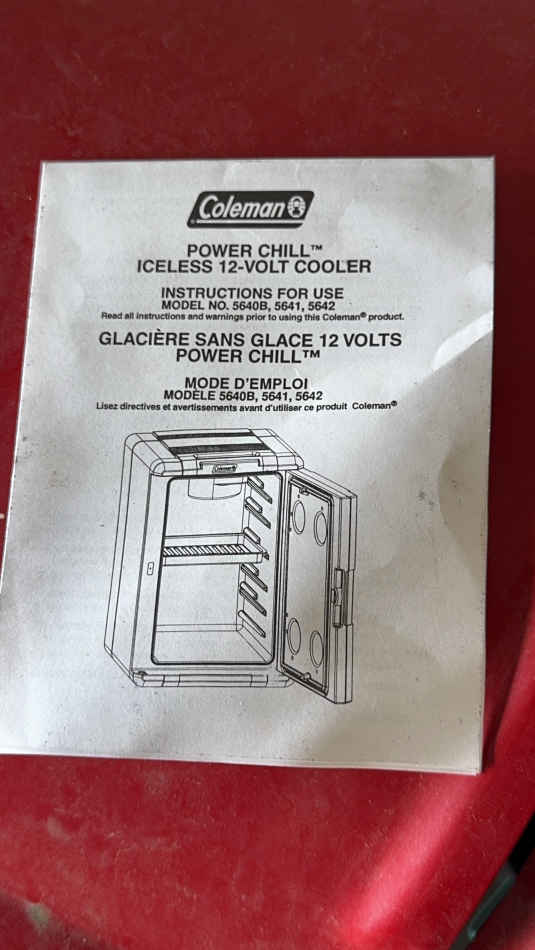 Coleman®
POWER CHILL™
ICELESS 12-VOLT COOLER
INSTRUCTIONS FOR USE
MODEL NO. 5640B, 5641, 5642
Read all instructions and warnings prior to using this Coleman® product.
GLACIÈRE SANS GLACE 12 VOLTS
POWER CHILL™
MODE D'EMPLOI
MODÈLE 5640B, 5641, 5642
Lisez directives et avertissements avant d'utiliser ce produit Coleman®
Coleman